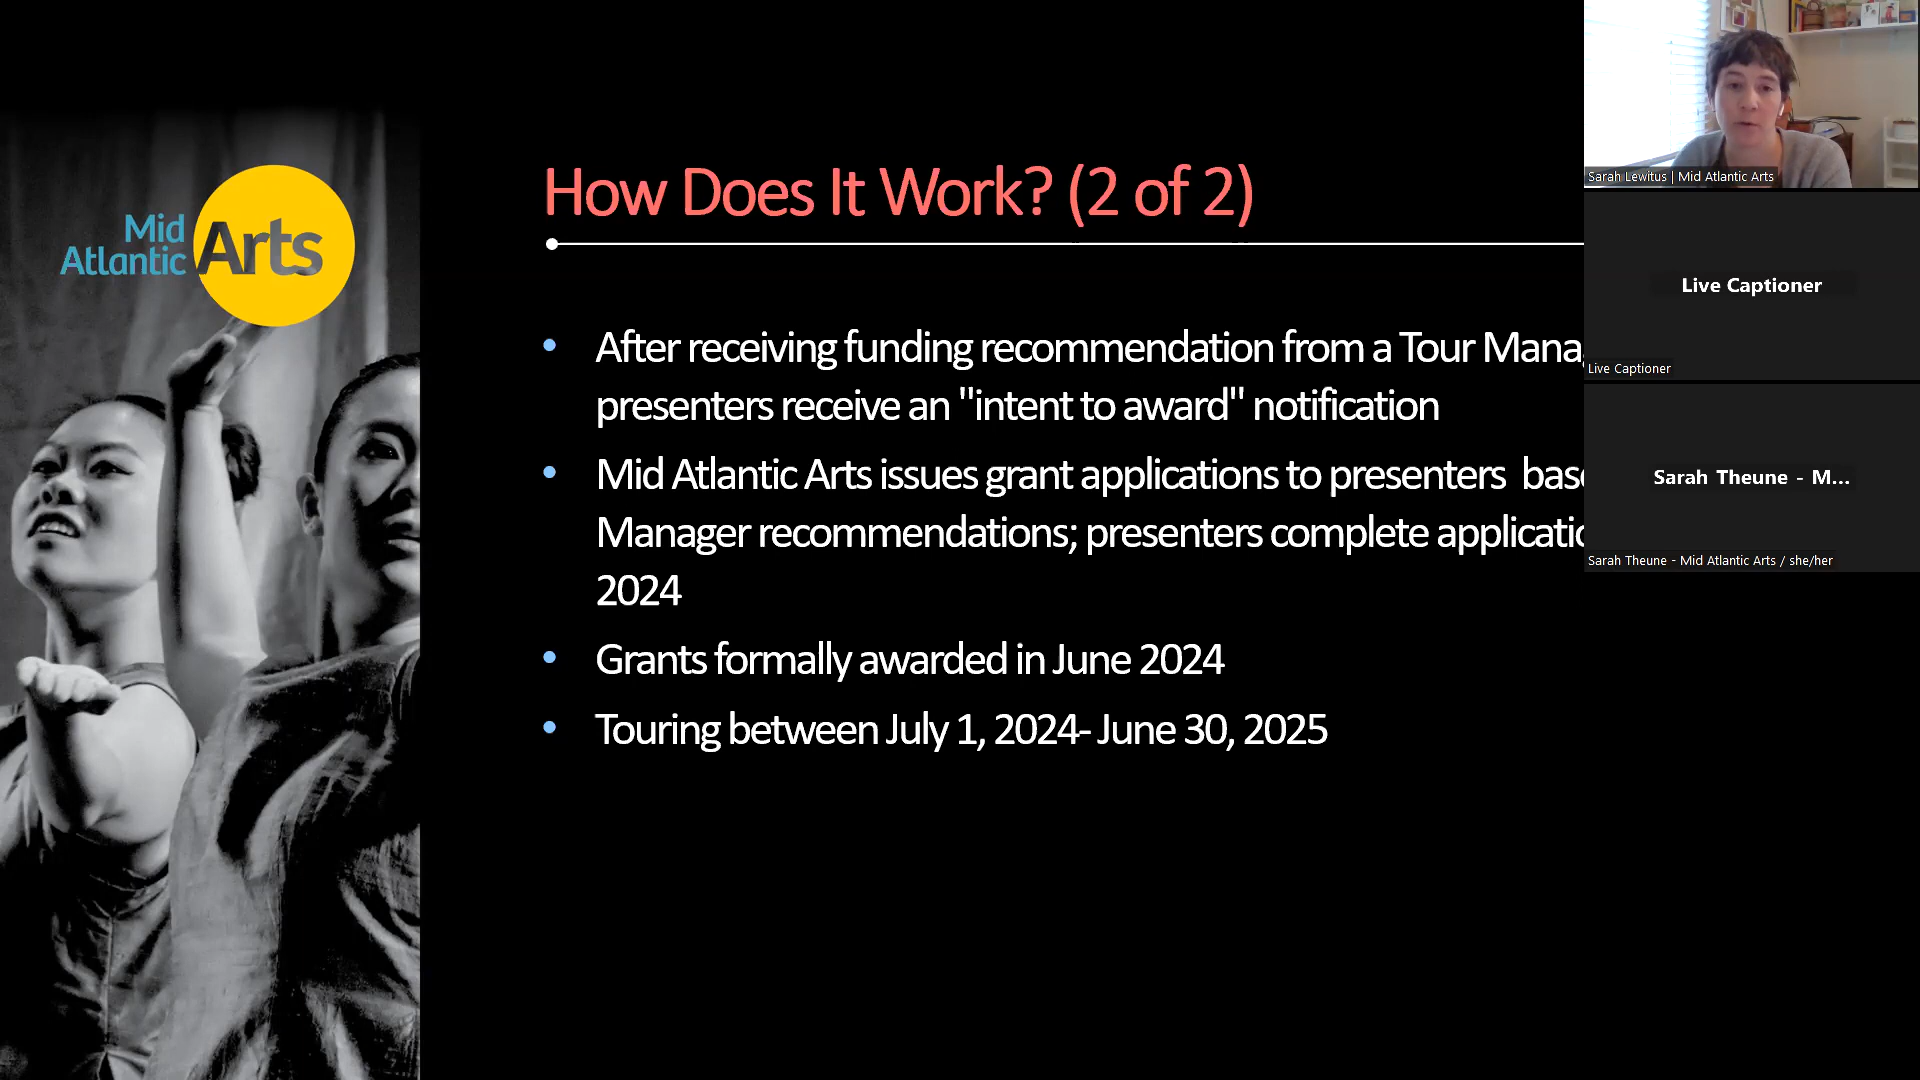 Mid
Atlantic
Arts
How Does It Work? (2 of 2)
• After receiving funding recommendation from a Tour
presenters receive an "intent to award" notification
• Mid Atlantic Arts issues grant applications to presenters
Manager recommendations; presenters complete
2024
• Grants formally awarded in June 2024
• Touring between July 1, 2024- June 30, 2025
Sarah Lewitus | Mid Atlantic Arts
Live Captioner
Live Captioner
Sarah Theune - M...
Sarah Theune - Mid Atlantic Arts / she/her